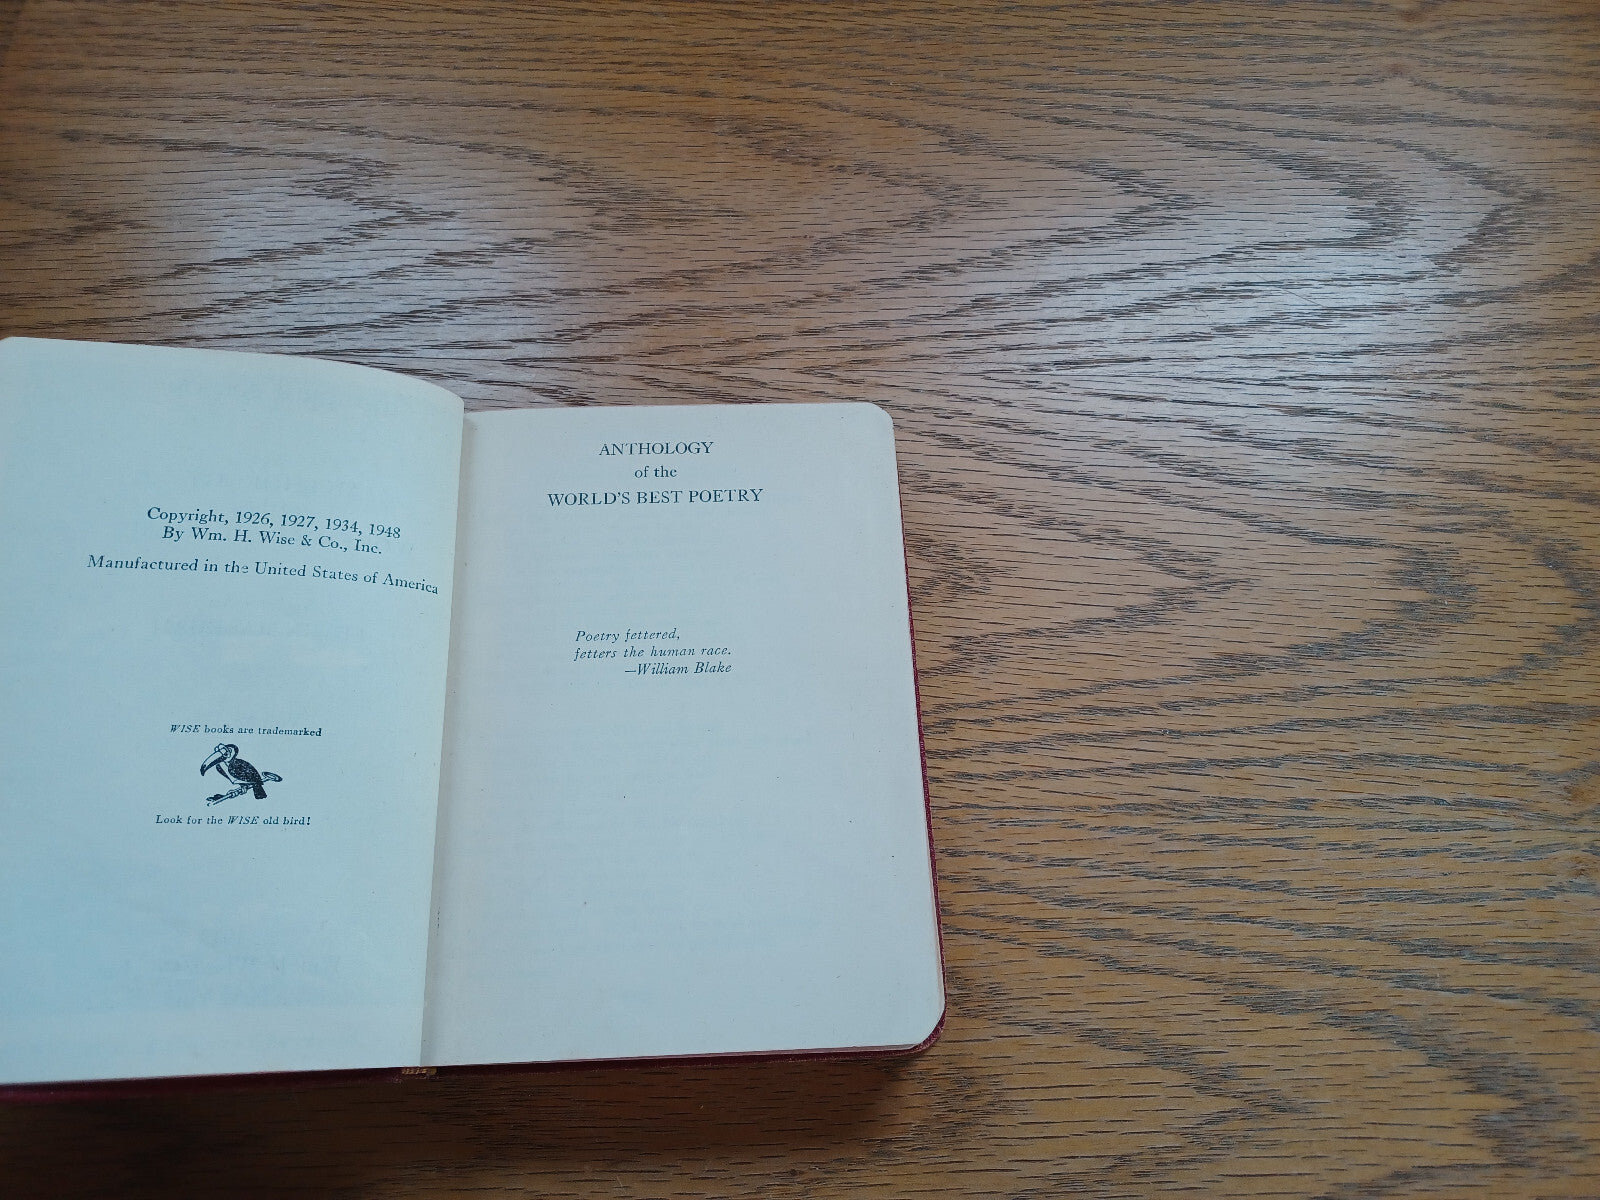 Copyright, 1926, 1927, 1934, 1948
By Wm. H. Wise & Co., Inc.
Manufactured in the United States of America
WISE books are trademarked
Look for the WISE old bird!
ANTHOLOGY
of the
WORLD'S BEST POETRY
Poetry fettered,
fetters the human race.
—William Blake